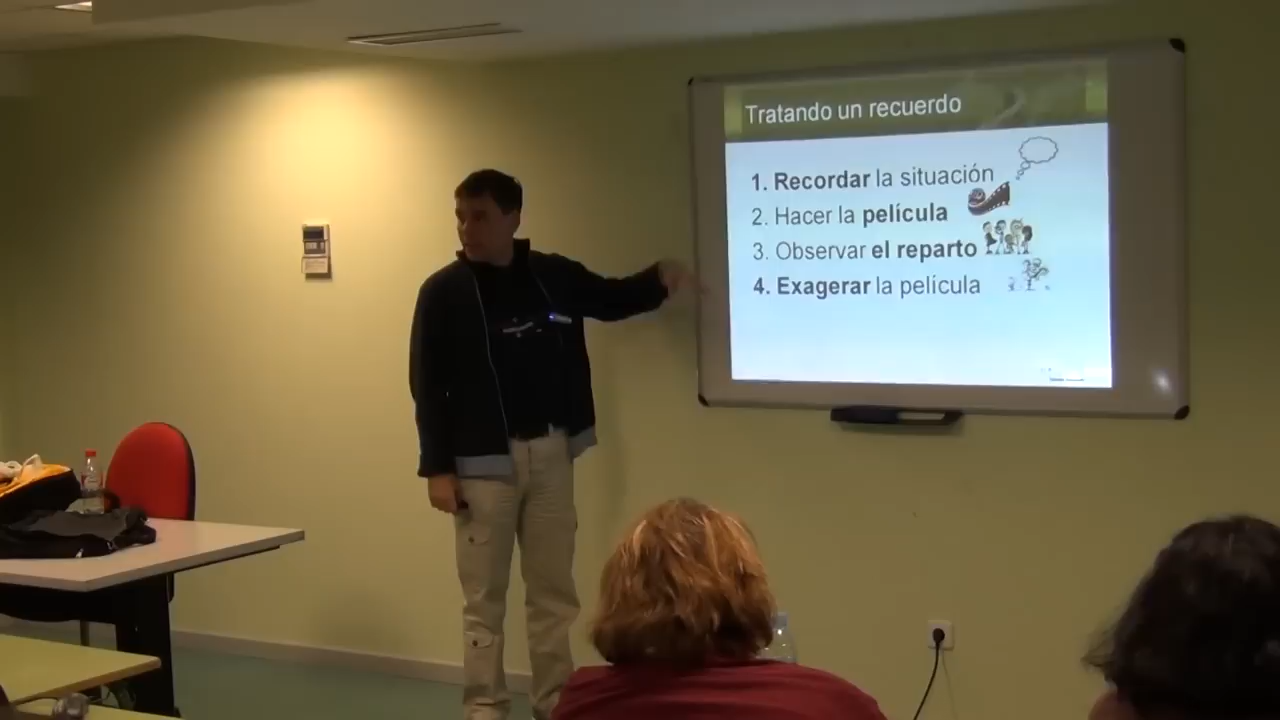 Tratando un recuerdo
1. Recordar la situación
2. Hacer la película
3. Observar el reparto
4. Exagerar la película